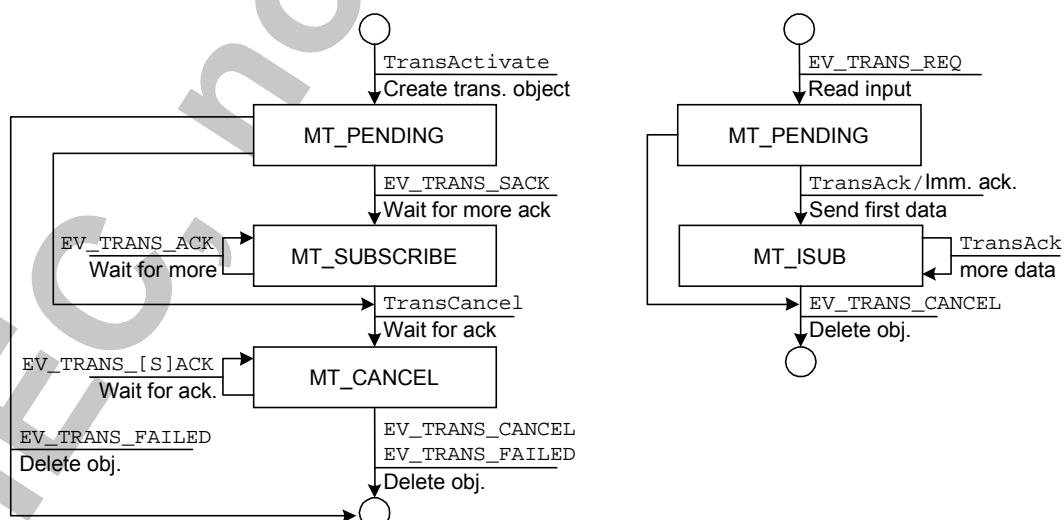 TransActivate
Create trans. object
MT_PENDING
EV_TRANS_SACK
Wait for more ack
EV_TRANS_ACK
Wait for more
MT_SUBSCRIBE
TransCancel
Wait for ack
EV_TRANS_[S]ACK
Wait for ack.
MT_CANCEL
EV_TRANS_FAILED
Delete obj.
EV_TRANS_CANCEL
EV_TRANS_FAILED
Delete obj.
EV_TRANS_REQ
Read input
MT_PENDING
TransAck/Imm. ack.
Send first data
MT_ISUB
TransAck
more data
EV_TRANS_CANCEL
Delete obj.
IEC, no